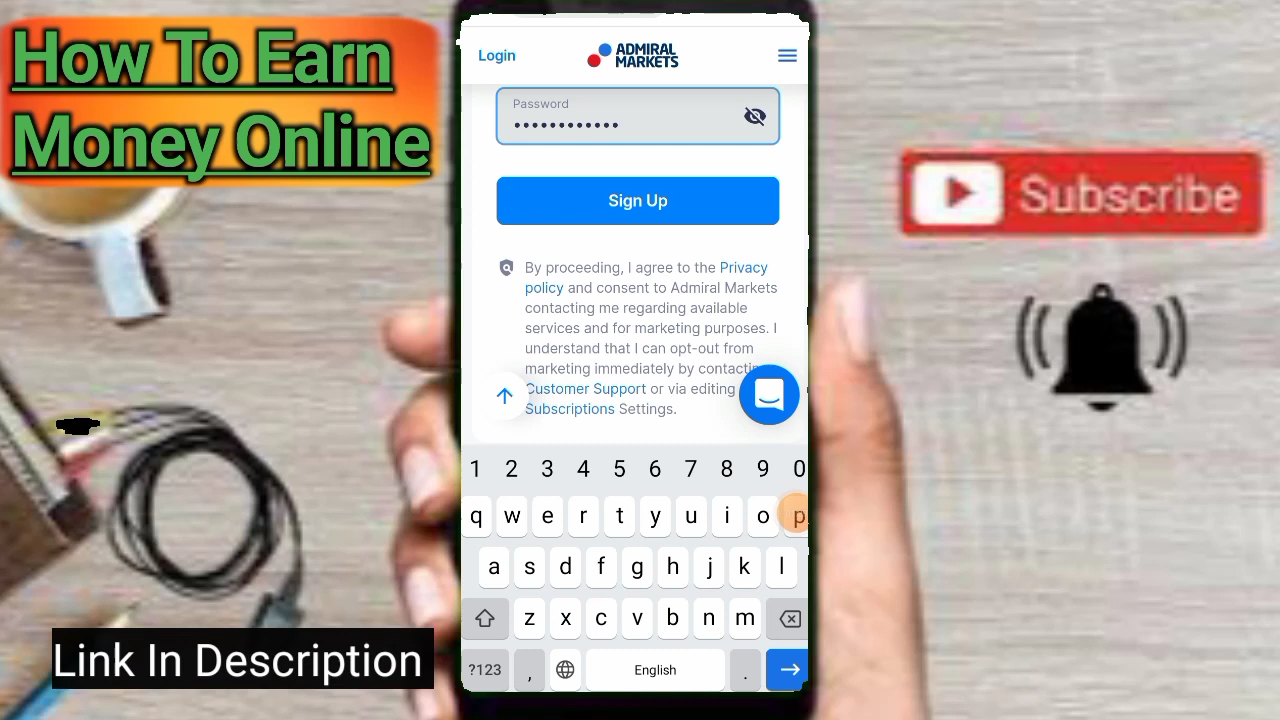 How To Earn
Money Online
Login
ADMIRAL
MARKETS
Password
Sign Up
By proceeding, I agree to the Privacy
policy and consent to Admiral Markets
contacting me regarding available
services and for marketing purposes. I
understand that I can opt-out from
marketing immediately by contacting
Customer Support or via editing
Subscriptions Settings.
1 2 3 4 5 6 7 8 9 0
q w e r t y u i o p
a s d f g h j k l
z x c v b n m
?123 , English .
Subscribe
Link In Description